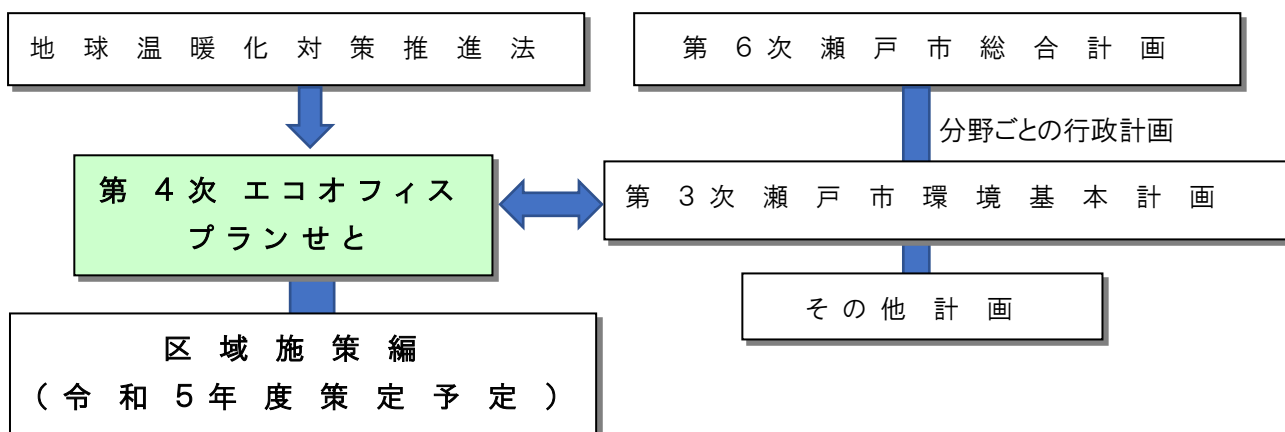 地球温暖化対策推進法
第6次瀬戸市総合計画
分野ごとの行政計画
第4次エコオフィス
プランせと
第3次瀬戸市環境基本計画
その他計画
区域施策編
(令和5年度策定予定)